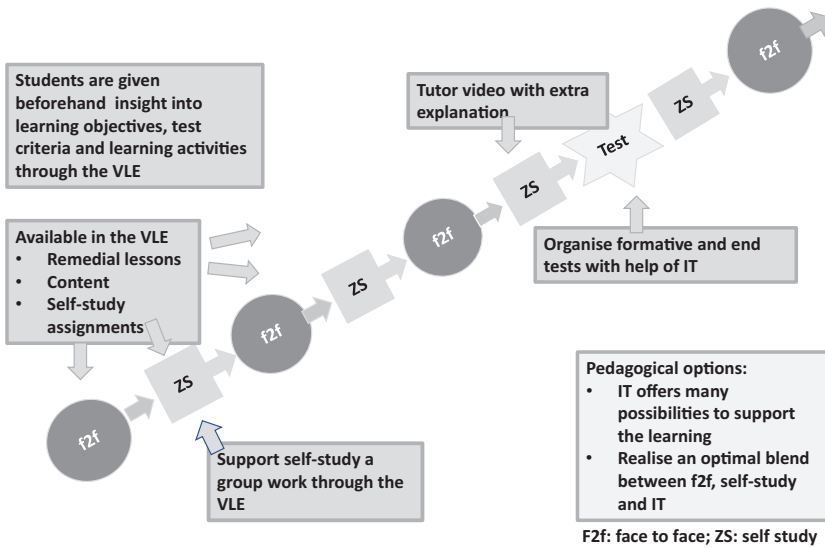 Students are given
beforehand insight into
learning objectives, test
criteria and learning activities
through the VLE
Available in the VLE
• Remedial lessons
• Content
• Self-study
assignments
f2f
ZS
f2f
ZS
f2f
ZS
Test
ZS
f2f
Tutor video with extra
explanation
Organise formative and end
tests with help of IT
Support self-study a
group work through the
VLE
Pedagogical options:
• IT offers many
possibilities to support
the learning
• Realise an optimal blend
between f2f, self-study
and IT
F2f: face to face; ZS: self study